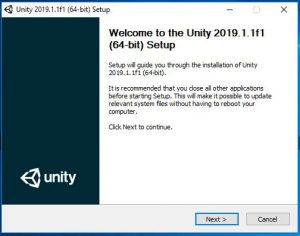 Unity 2019.1.1f1 (64-bit) Setup
Welcome to the Unity 2019.1.1f1
(64-bit) Setup
Setup will guide you through the installation of Unity
2019.1.1f1 (64-bit).
It is recommended that you close all other applications
before starting Setup. This will make it possible to update
relevant system files without having to reboot your
computer.
Click Next to continue.
unity
Next >
Cancel